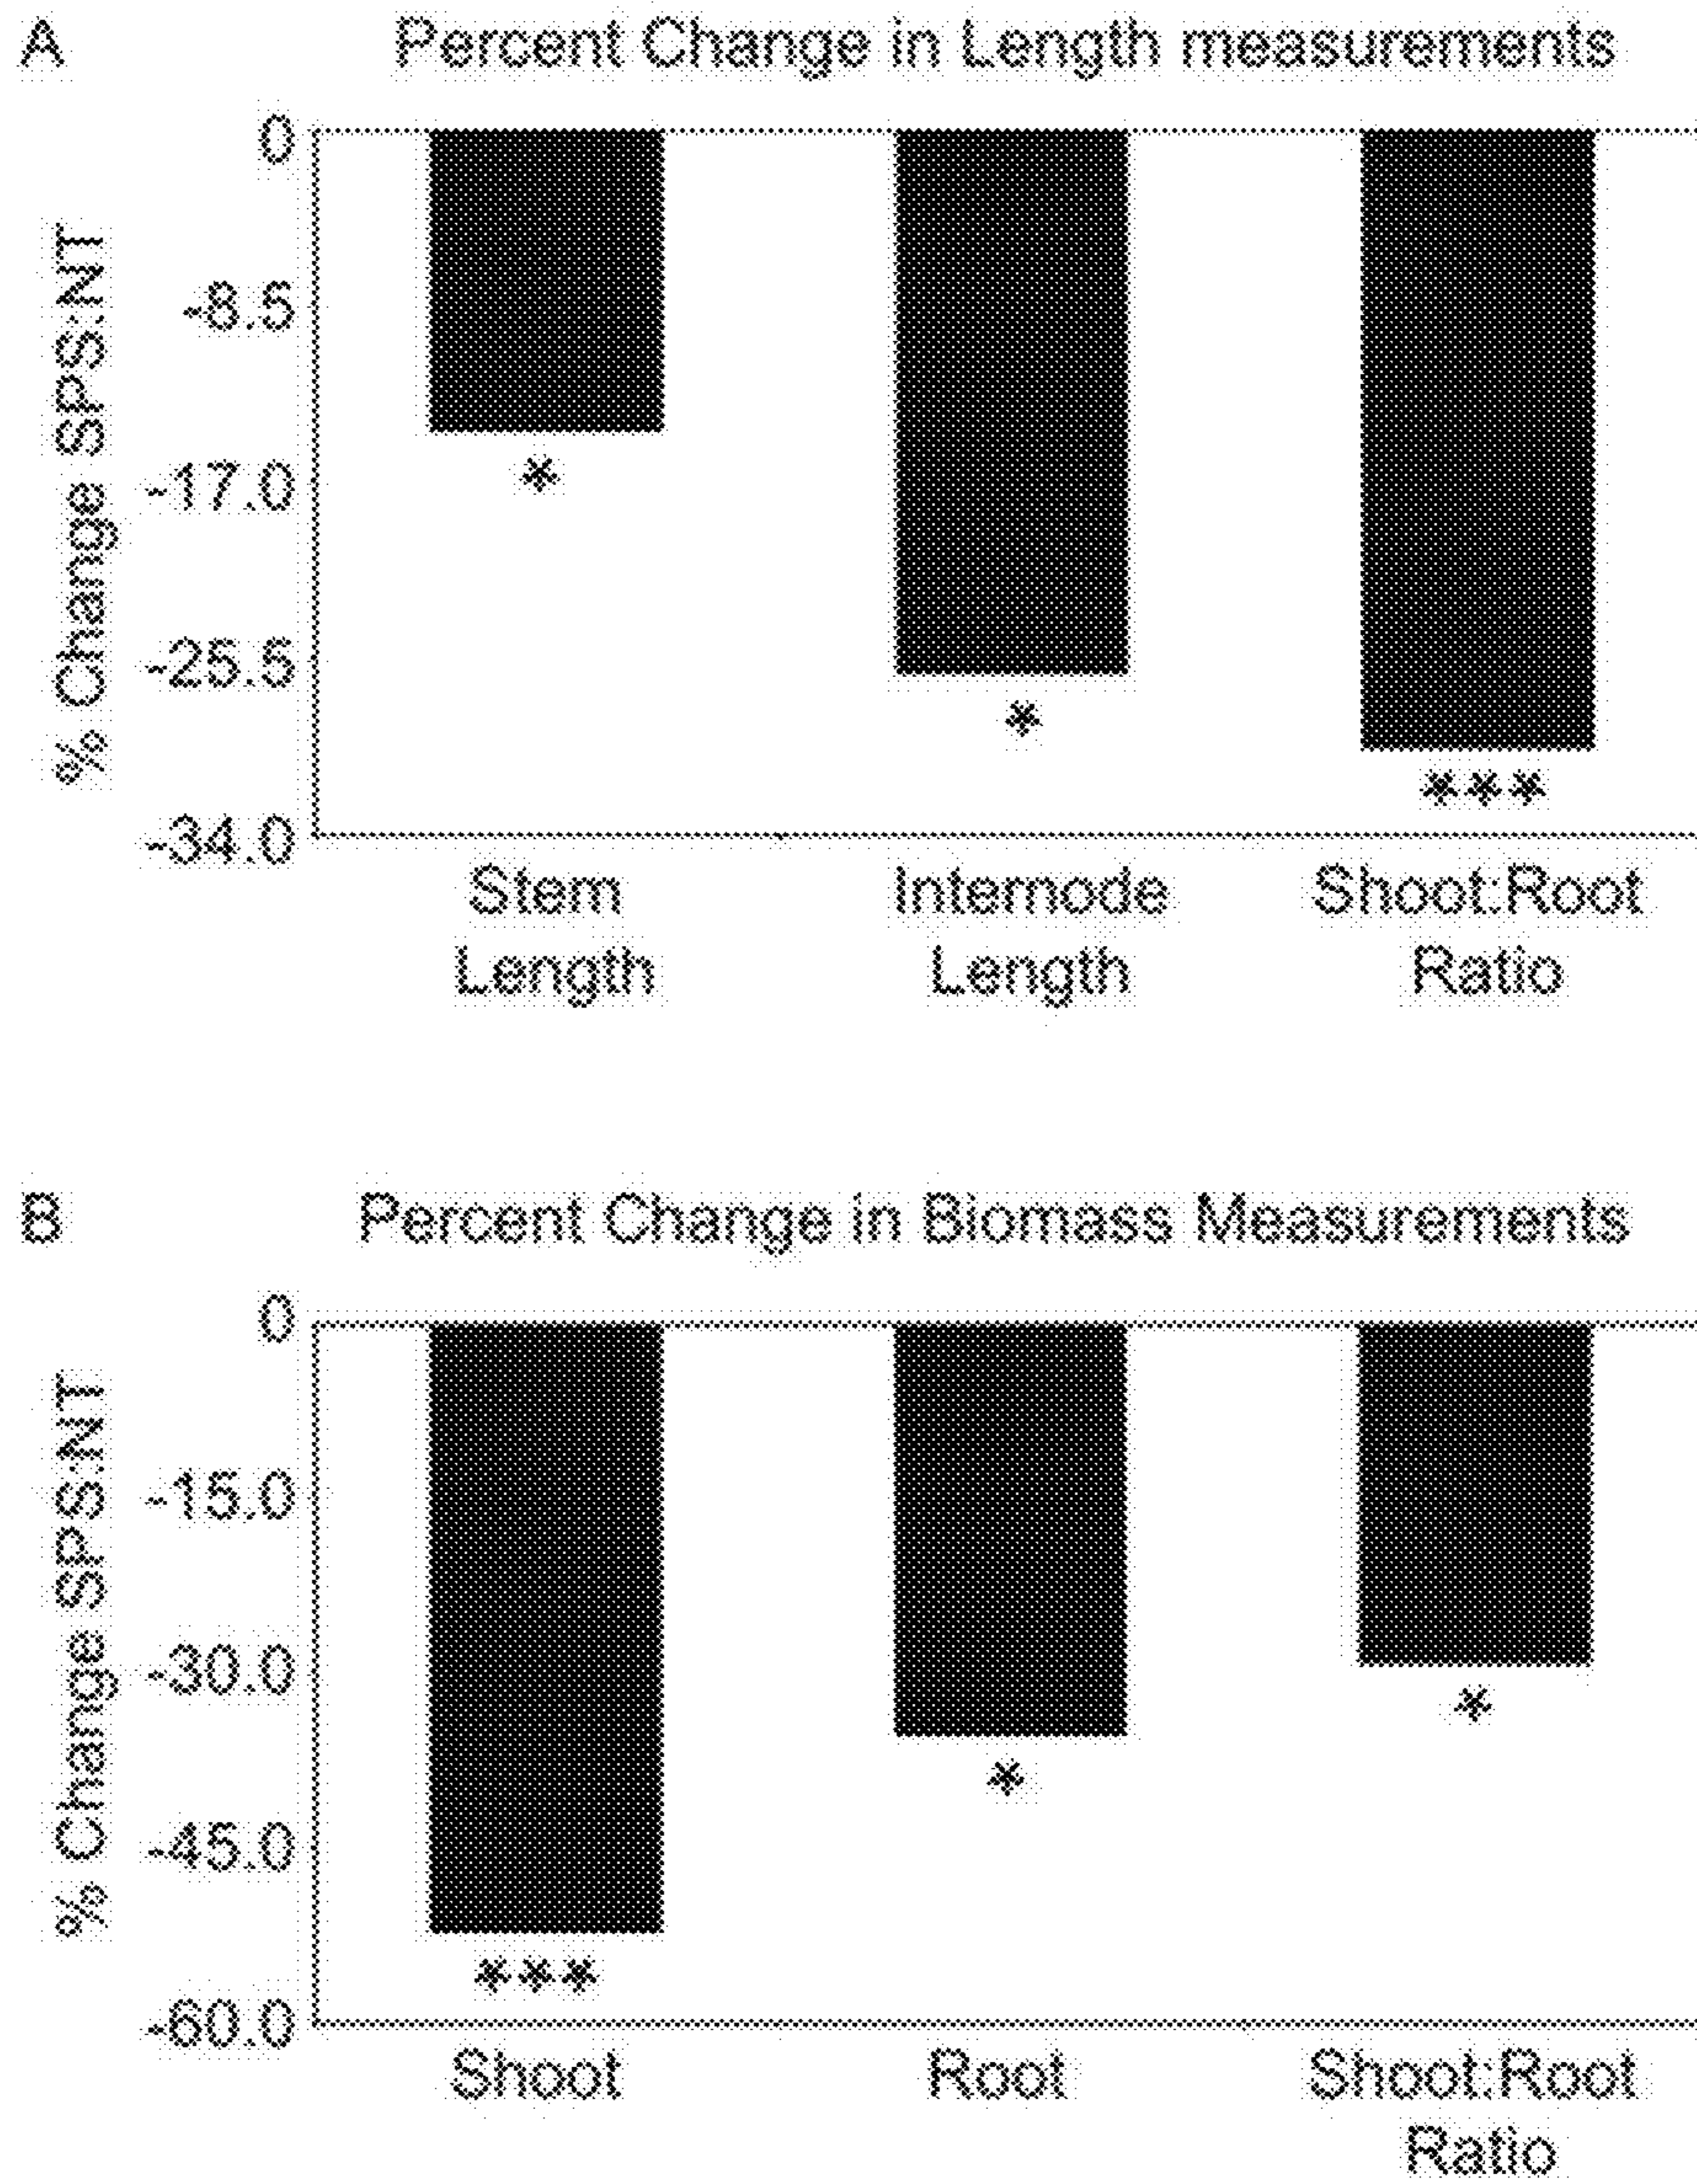 A
Percent Change in Length measurements
0
-8.5
-17.0
-25.5
-34.0
% Change SPS:NT
*
*
***
Stem
Length
Internode
Length
Shoot:Root
Ratio
B
Percent Change in Biomass Measurements
0
-15.0
-30.0
-45.0
-60.0
% Change SPS:NT
***
*
*
Shoot
Root
Shoot:Root
Ratio